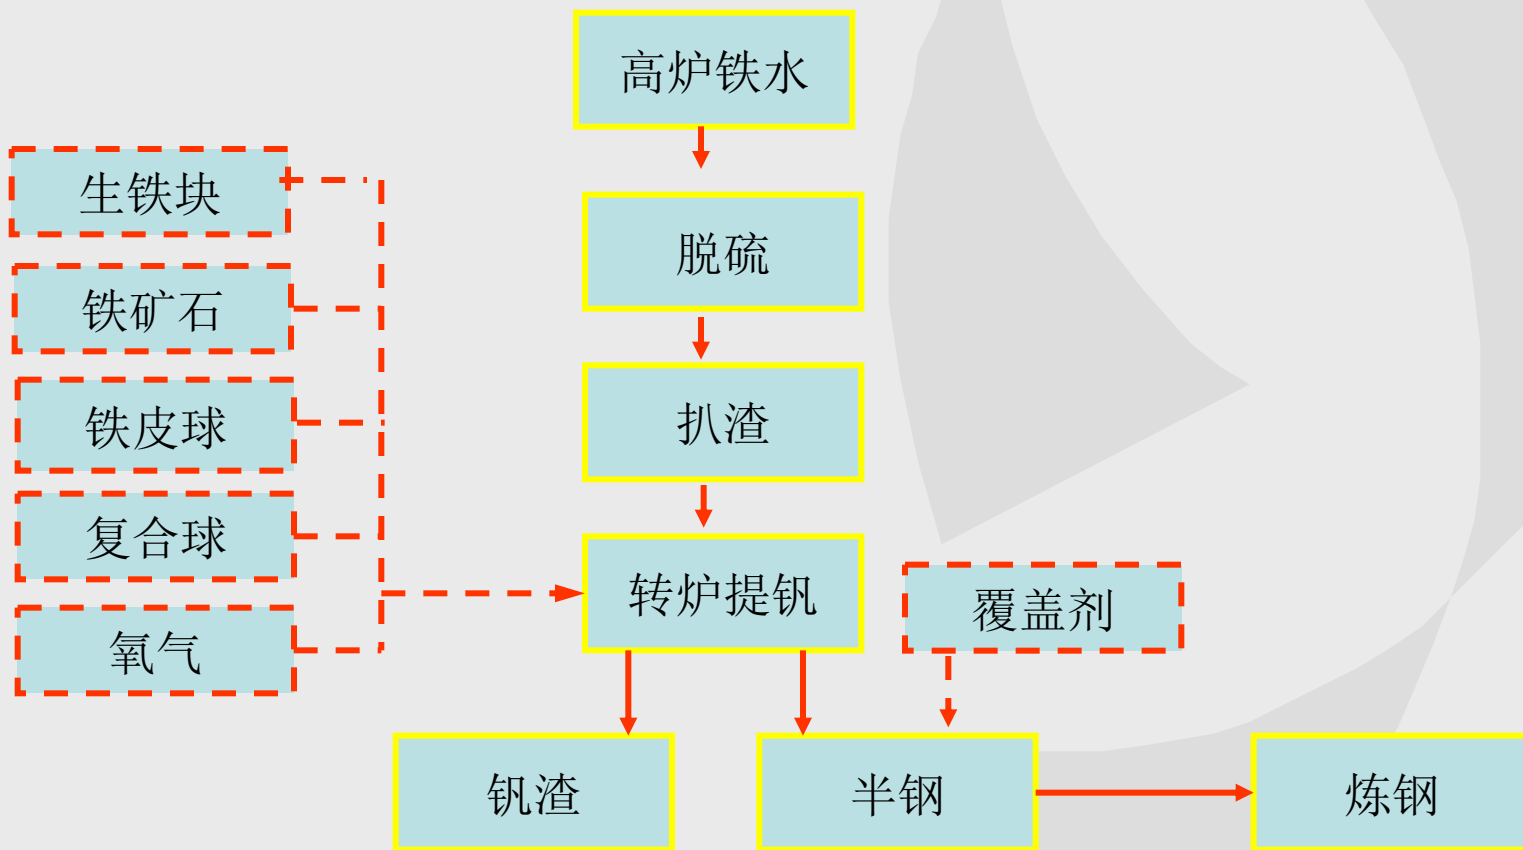 高炉铁水
生铁块
脱硫
铁矿石
铁皮球
扒渣
复合球
转炉提钒
覆盖剂
氧气
钒渣
半钢
炼钢